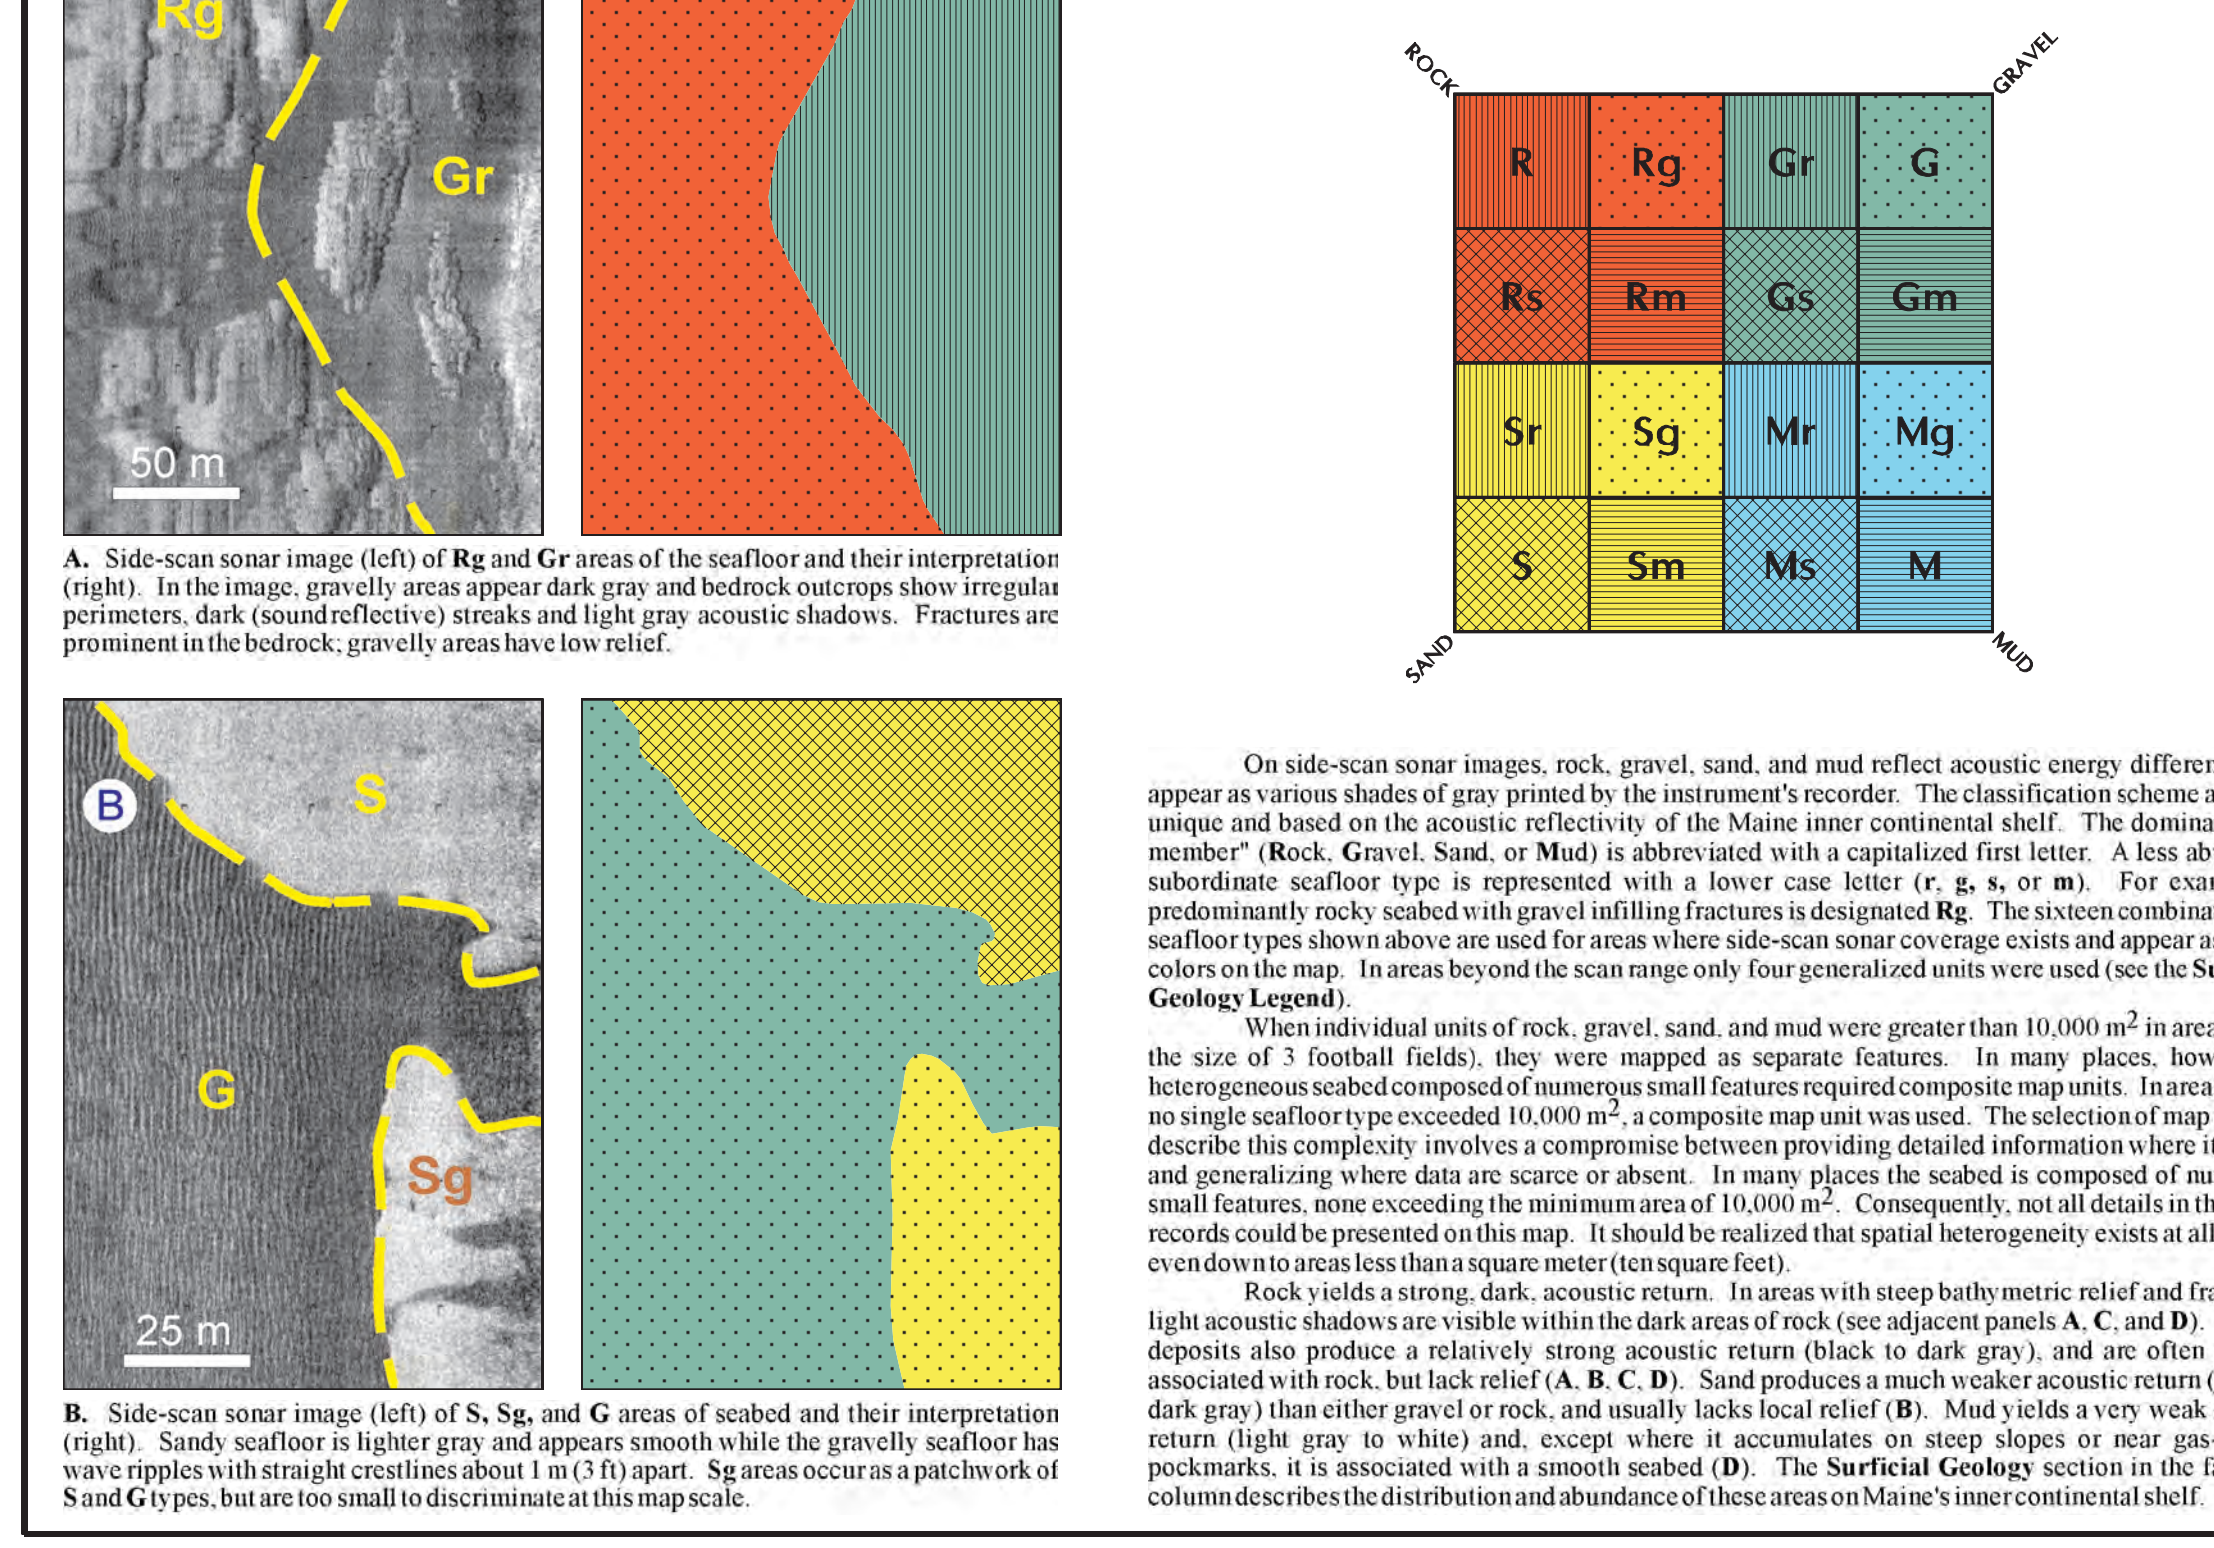 Rg
Gr
50 m
A. Side-scan sonar image (left) of Rg and Gr areas of the seafloor and their interpretation
(right). In the image, gravelly areas appear dark gray and bedrock outcrops show irregular
perimeters, dark (sound reflective) streaks and light gray acoustic shadows. Fractures are
prominent in the bedrock; gravelly areas have low relief.
B
S
G
Sg
25 m
B. Side-scan sonar image (left) of S, Sg, and G areas of seabed and their interpretation
(right). Sandy seafloor is lighter gray and appears smooth while the gravelly seafloor has
wave ripples with straight crestlines about 1 m (3 ft) apart. Sg areas occur as a patchwork of
S and G types, but are too small to discriminate at this map scale.
ROCK
GRAVEL
R Rg Gr G
Rs Rm Gs Gm
Sr Sg Mr Mg
S Sm Ms M
SAND
MUD
On side-scan sonar images, rock, gravel, sand, and mud reflect acoustic energy differen
appear as various shades of gray printed by the instrument's recorder. The classification scheme a
unique and based on the acoustic reflectivity of the Maine inner continental shelf. The domina
member" (Rock, Gravel, Sand, or Mud) is abbreviated with a capitalized first letter. A less ab
subordinate seafloor type is represented with a lower case letter (r, g, s, or m). For exa
predominantly rocky seabed with gravel infilling fractures is designated Rg. The sixteen combina
seafloor types shown above are used for areas where side-scan sonar coverage exists and appear a
colors on the map. In areas beyond the scan range only four generalized units were used (see the Su
Geology Legend).
When individual units of rock, gravel, sand, and mud were greater than 10,000 m² in area
the size of 3 football fields), they were mapped as separate features. In many places, how
heterogeneous seabed composed of numerous small features required composite map units. In area
no single seafloor type exceeded 10,000 m², a composite map unit was used. The selection of map
describe this complexity involves a compromise between providing detailed information where it
and generalizing where data are scarce or absent. In many places the seabed is composed of nu
small features, none exceeding the minimum area of 10,000 m². Consequently, not all details in th
records could be presented on this map. It should be realized that spatial heterogeneity exists at all
even down to areas less than a square meter (ten square feet).
Rock yields a strong, dark, acoustic return. In areas with steep bathymetric relief and fra
light acoustic shadows are visible within the dark areas of rock (see adjacent panels A, C, and D).
deposits also produce a relatively strong acoustic return (black to dark gray), and are often
associated with rock, but lack relief (A, B, C, D). Sand produces a much weaker acoustic return (
dark gray) than either gravel or rock, and usually lacks local relief (B). Mud yields a very weak
return (light gray to white) and, except where it accumulates on steep slopes or near gas-
pockmarks, it is associated with a smooth seabed (D). The Surficial Geology section in the f
column describes the distribution and abundance of these areas on Maine's inner continental shelf.